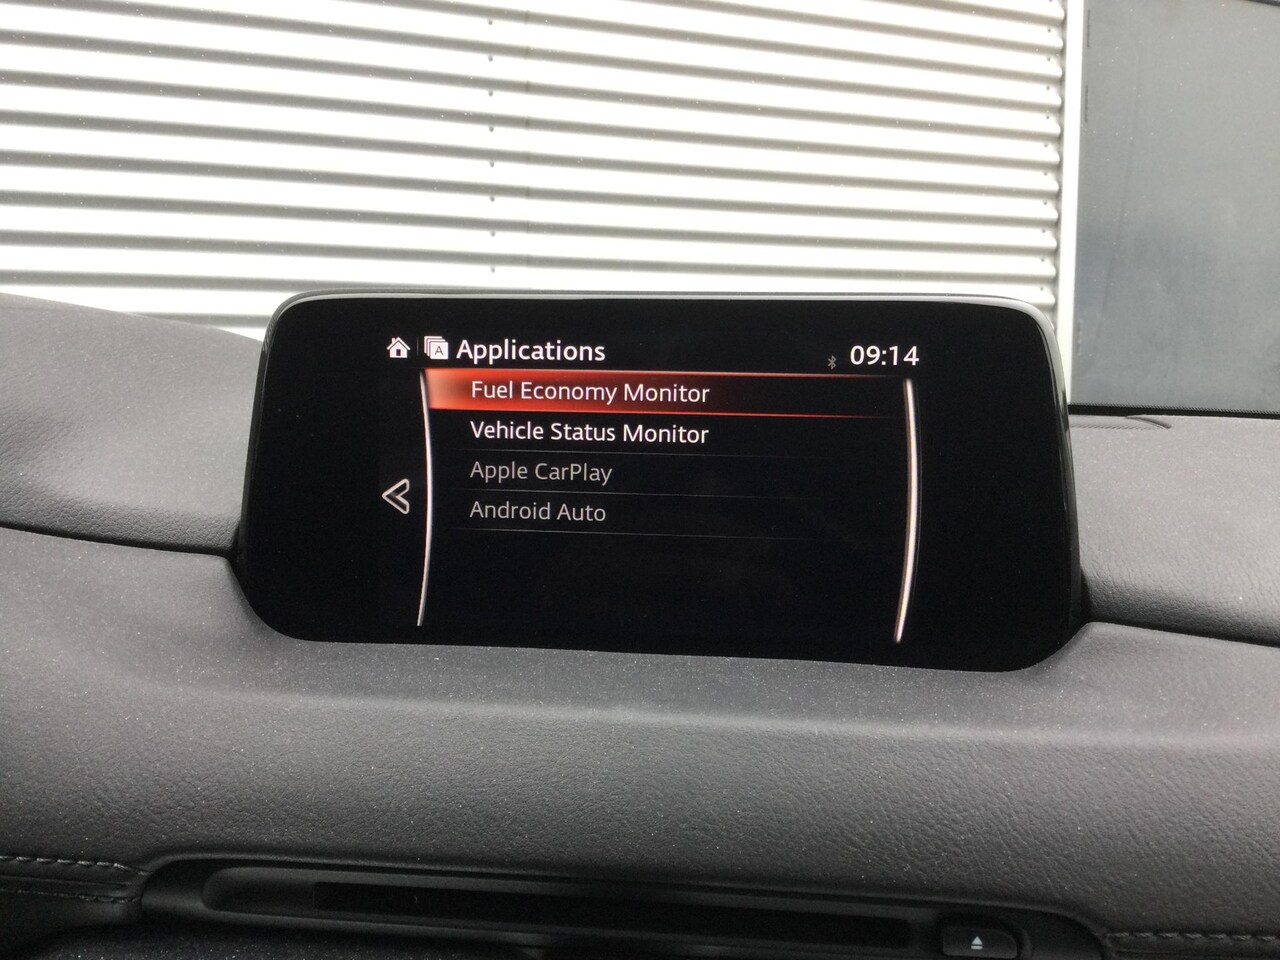 Applications
09:14
Fuel Economy Monitor
Vehicle Status Monitor
Apple CarPlay
Android Auto